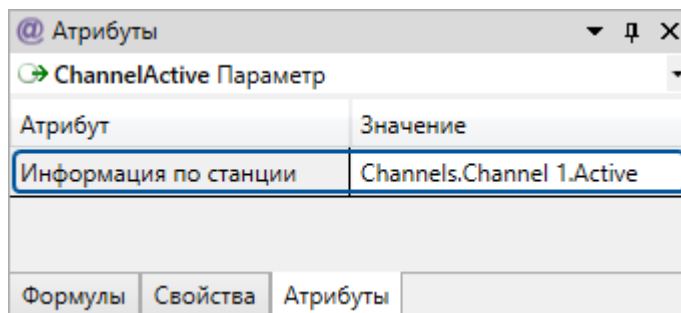 Атрибуты
ChannelActive Параметр
Атрибут Значение
Информация по станции Channels.Channel 1.Active
Формулы Свойства Атрибуты